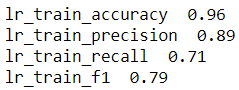 lr_train_accuracy 0.96
lr_train_precision 0.89
lr_train_recall 0.71
lr_train_f1 0.79